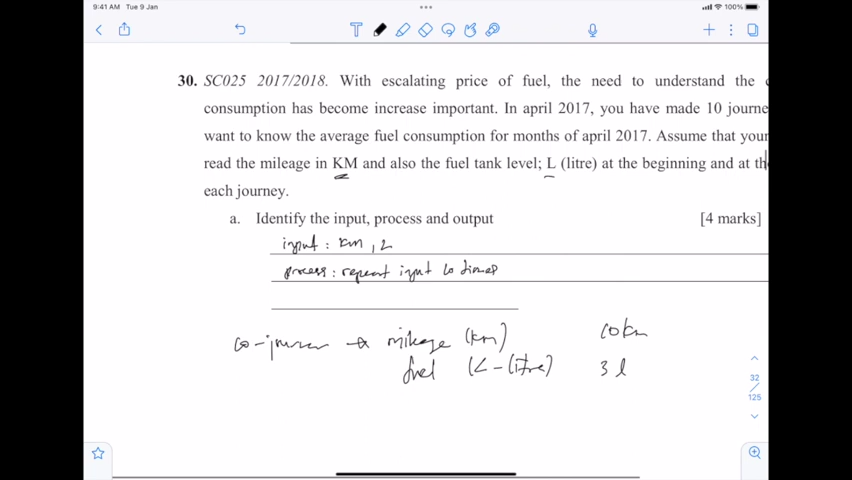 9:41 AM Tue 9 Jan
100%
30. SC025 2017/2018. With escalating price of fuel, the need to understand the
consumption has become increase important. In april 2017, you have made 10 journe
want to know the average fuel consumption for months of april 2017. Assume that your
read the mileage in KM and also the fuel tank level; L (litre) at the beginning and at th
each journey.
a. Identify the input, process and output [4 marks]
input : km , L
process : repeat input 10 times
→ mileage (km) 10 km
fuel (L - litre) 3 l
32
125